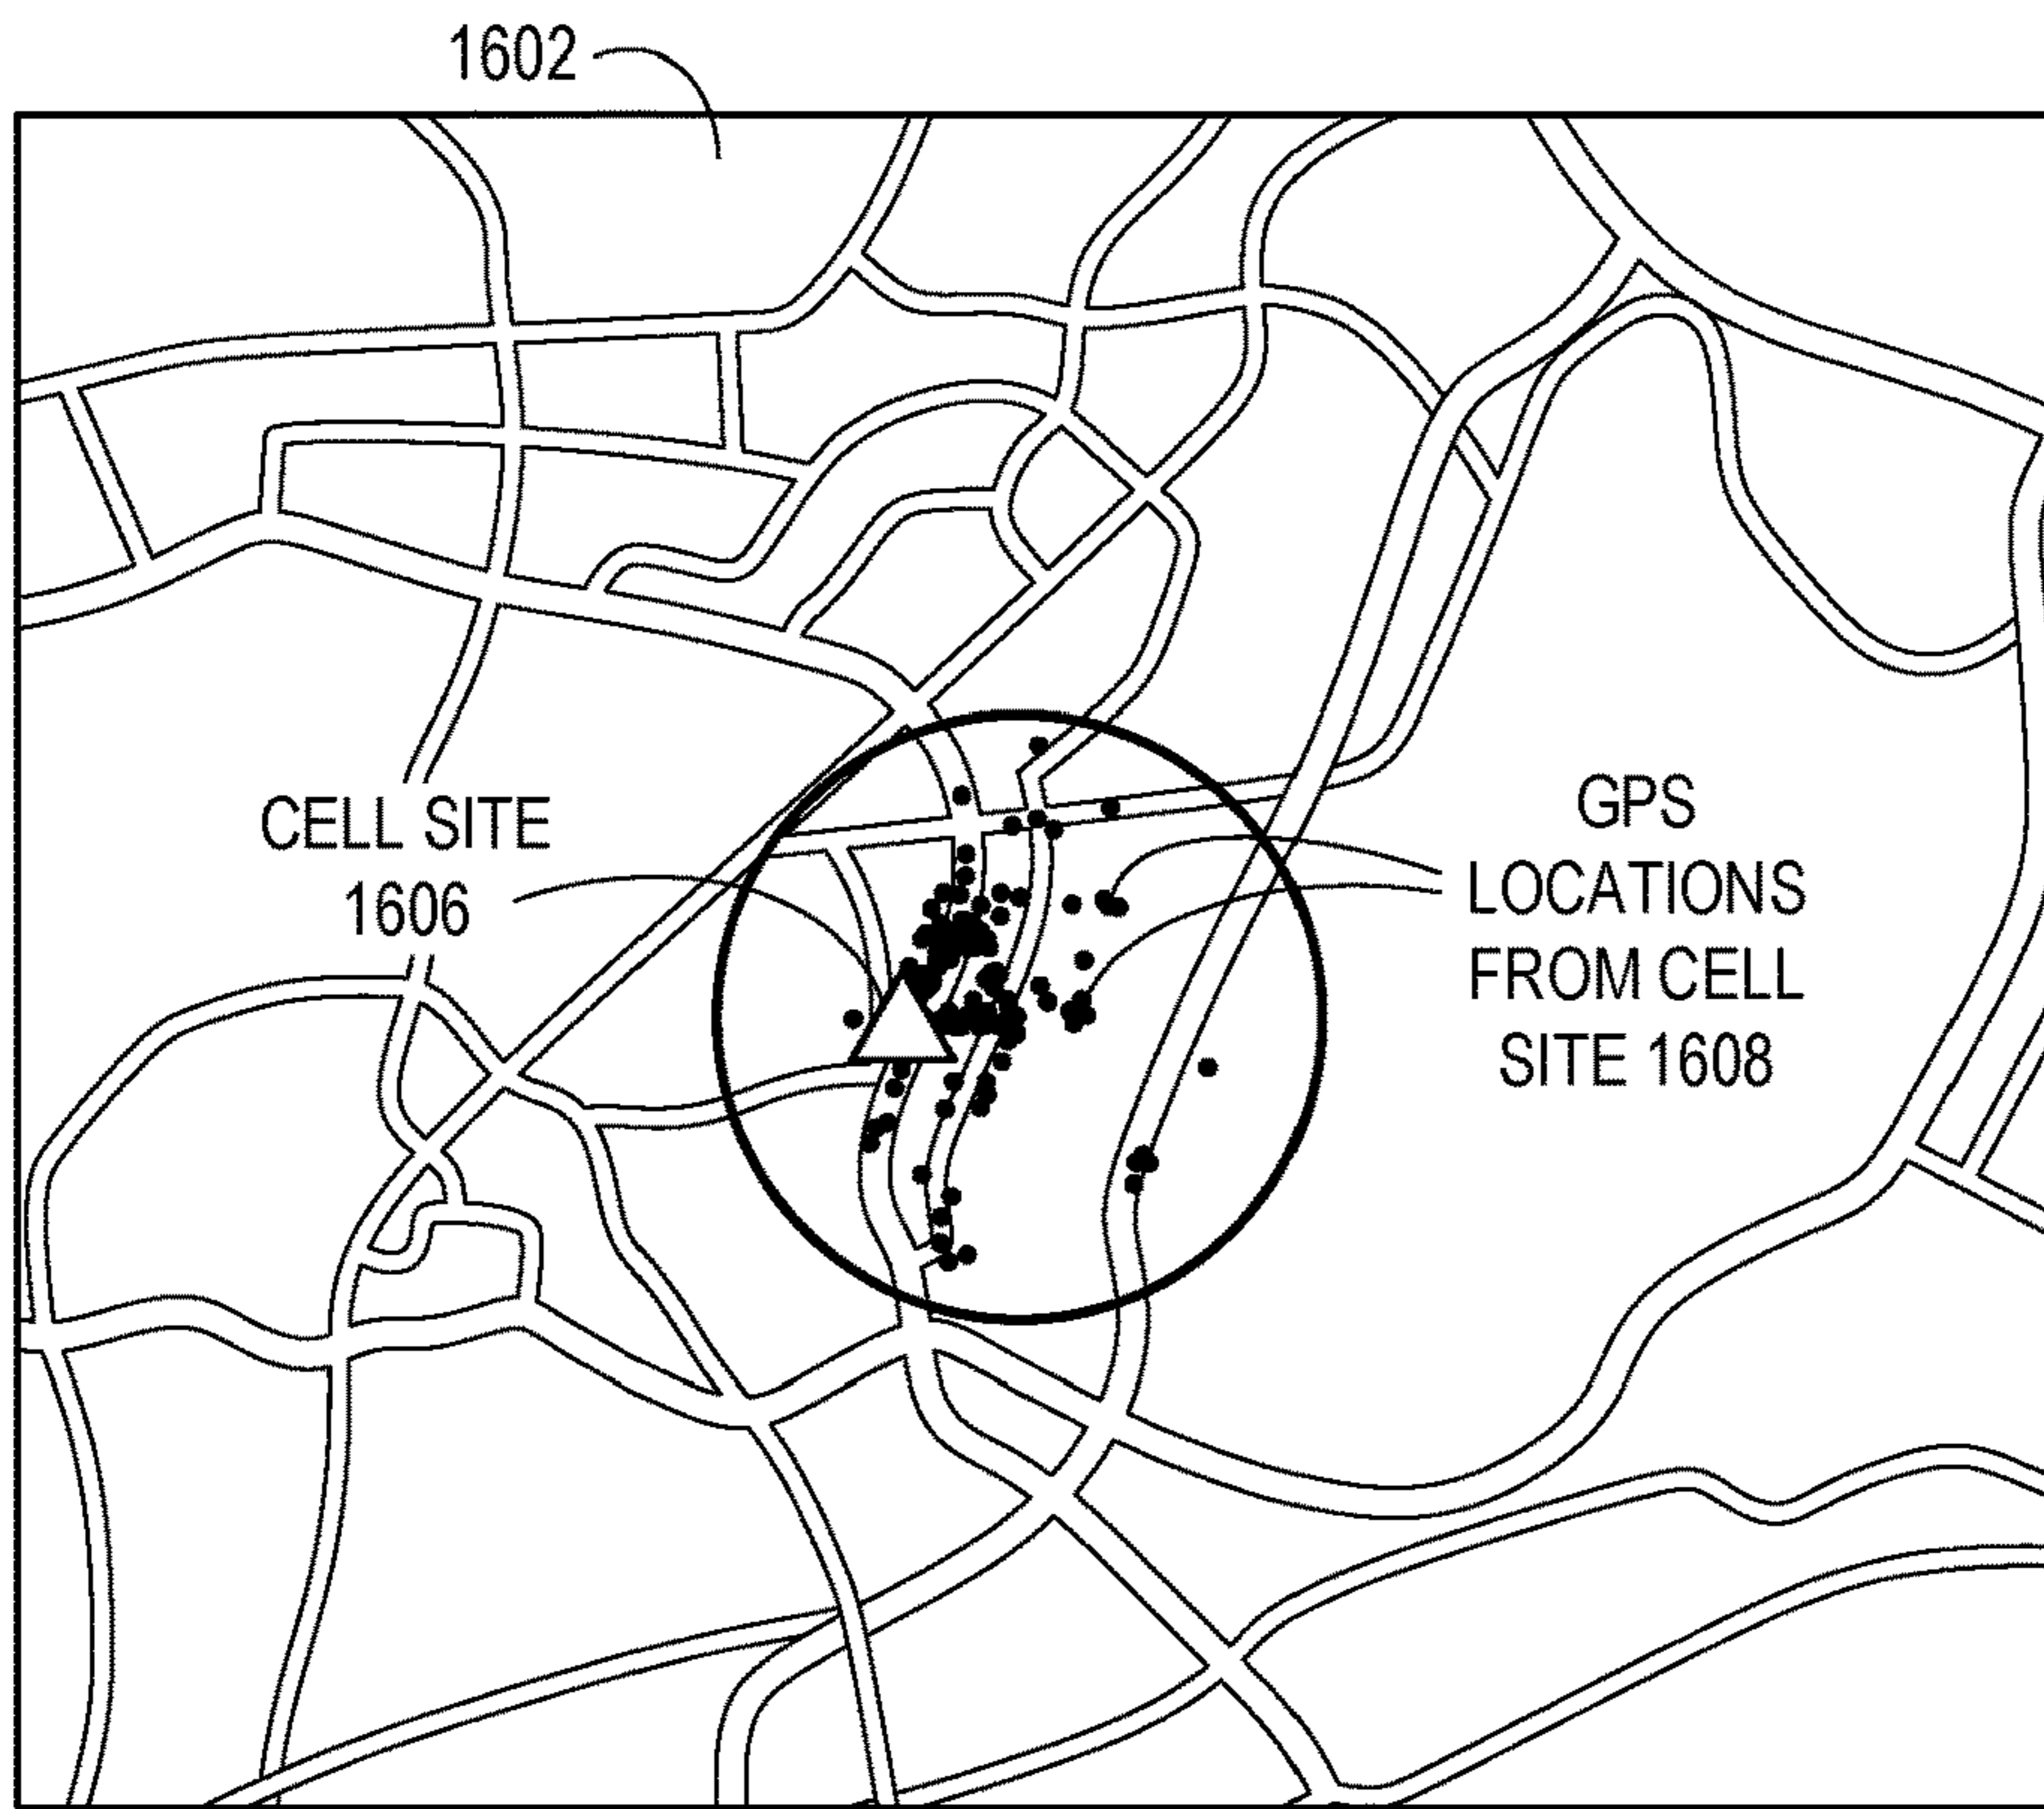 1602
CELL SITE
1606
GPS
LOCATIONS
FROM CELL
SITE 1608